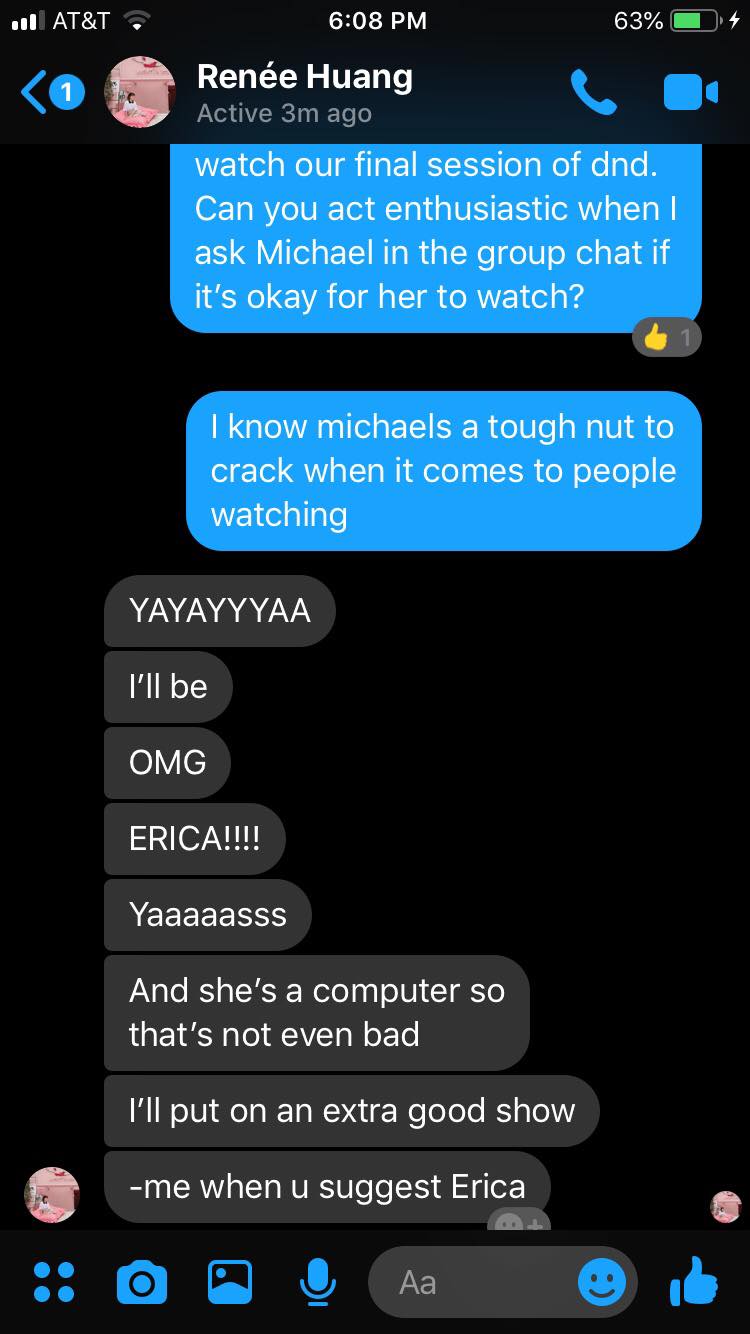 AT&T 6:08 PM 63%
1 Renée Huang
Active 3m ago
watch our final session of dnd.
Can you act enthusiastic when I
ask Michael in the group chat if
it’s okay for her to watch?
👍 1
I know michaels a tough nut to
crack when it comes to people
watching
YAYAYYYAA
I’ll be
OMG
ERICA!!!!
Yaaaaasss
And she’s a computer so
that’s not even bad
I’ll put on an extra good show
-me when u suggest Erica
Aa